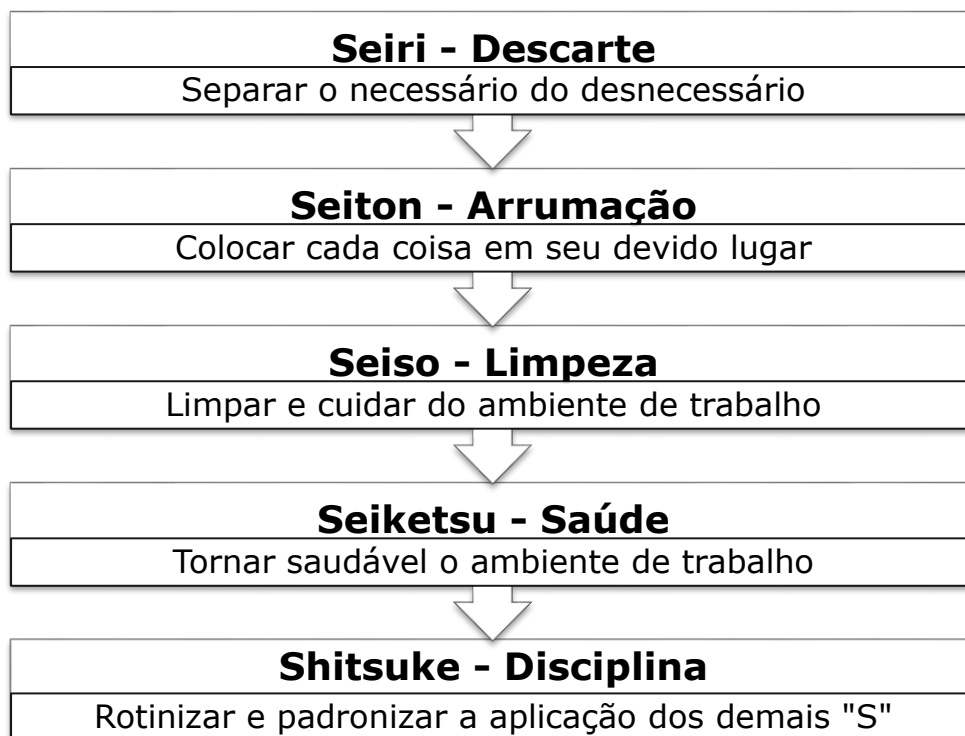 Seiri - Descarte
Separar o necessário do desnecessário
Seiton - Arrumação
Colocar cada coisa em seu devido lugar
Seiso - Limpeza
Limpar e cuidar do ambiente de trabalho
Seiketsu - Saúde
Tornar saudável o ambiente de trabalho
Shitsuke - Disciplina
Rotinizar e padronizar a aplicação dos demais "S"